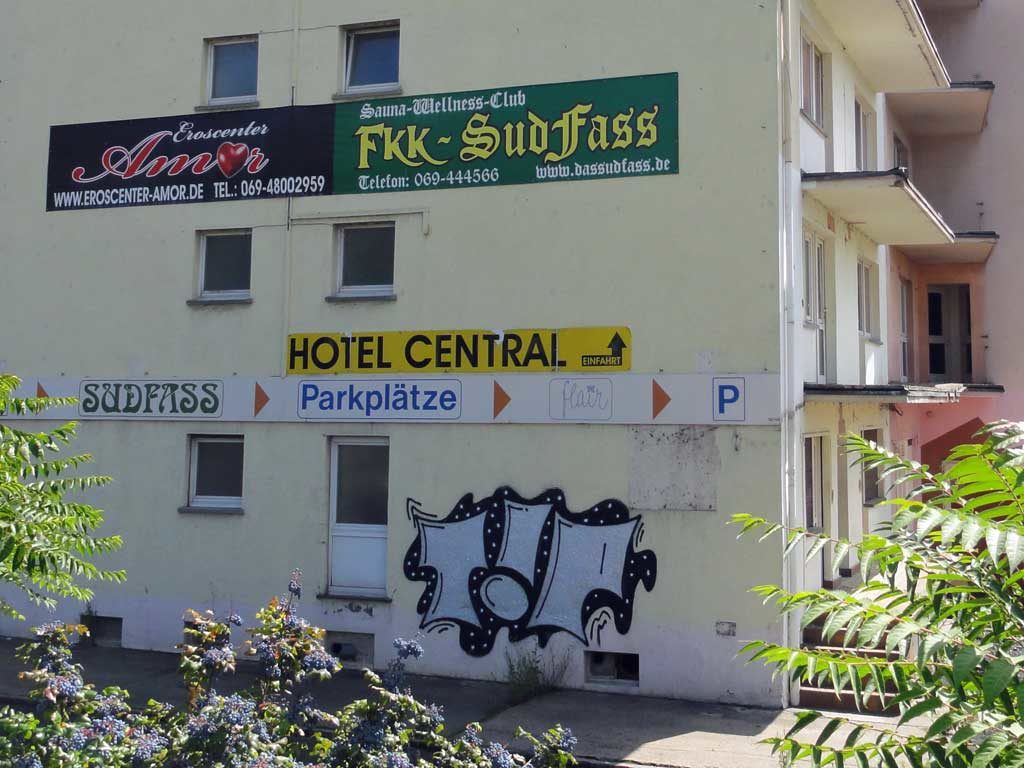 Eroscenter
Amor
WWW.EROSCENTER-AMOR.DE TEL.: 069-48002959
Sauna-Wellness-Club
FKK-SudFass
Telefon: 069-444566 www.dassudfass.de
HOTEL CENTRAL
EINFAHRT
SUDFASS Parkplätze flair P